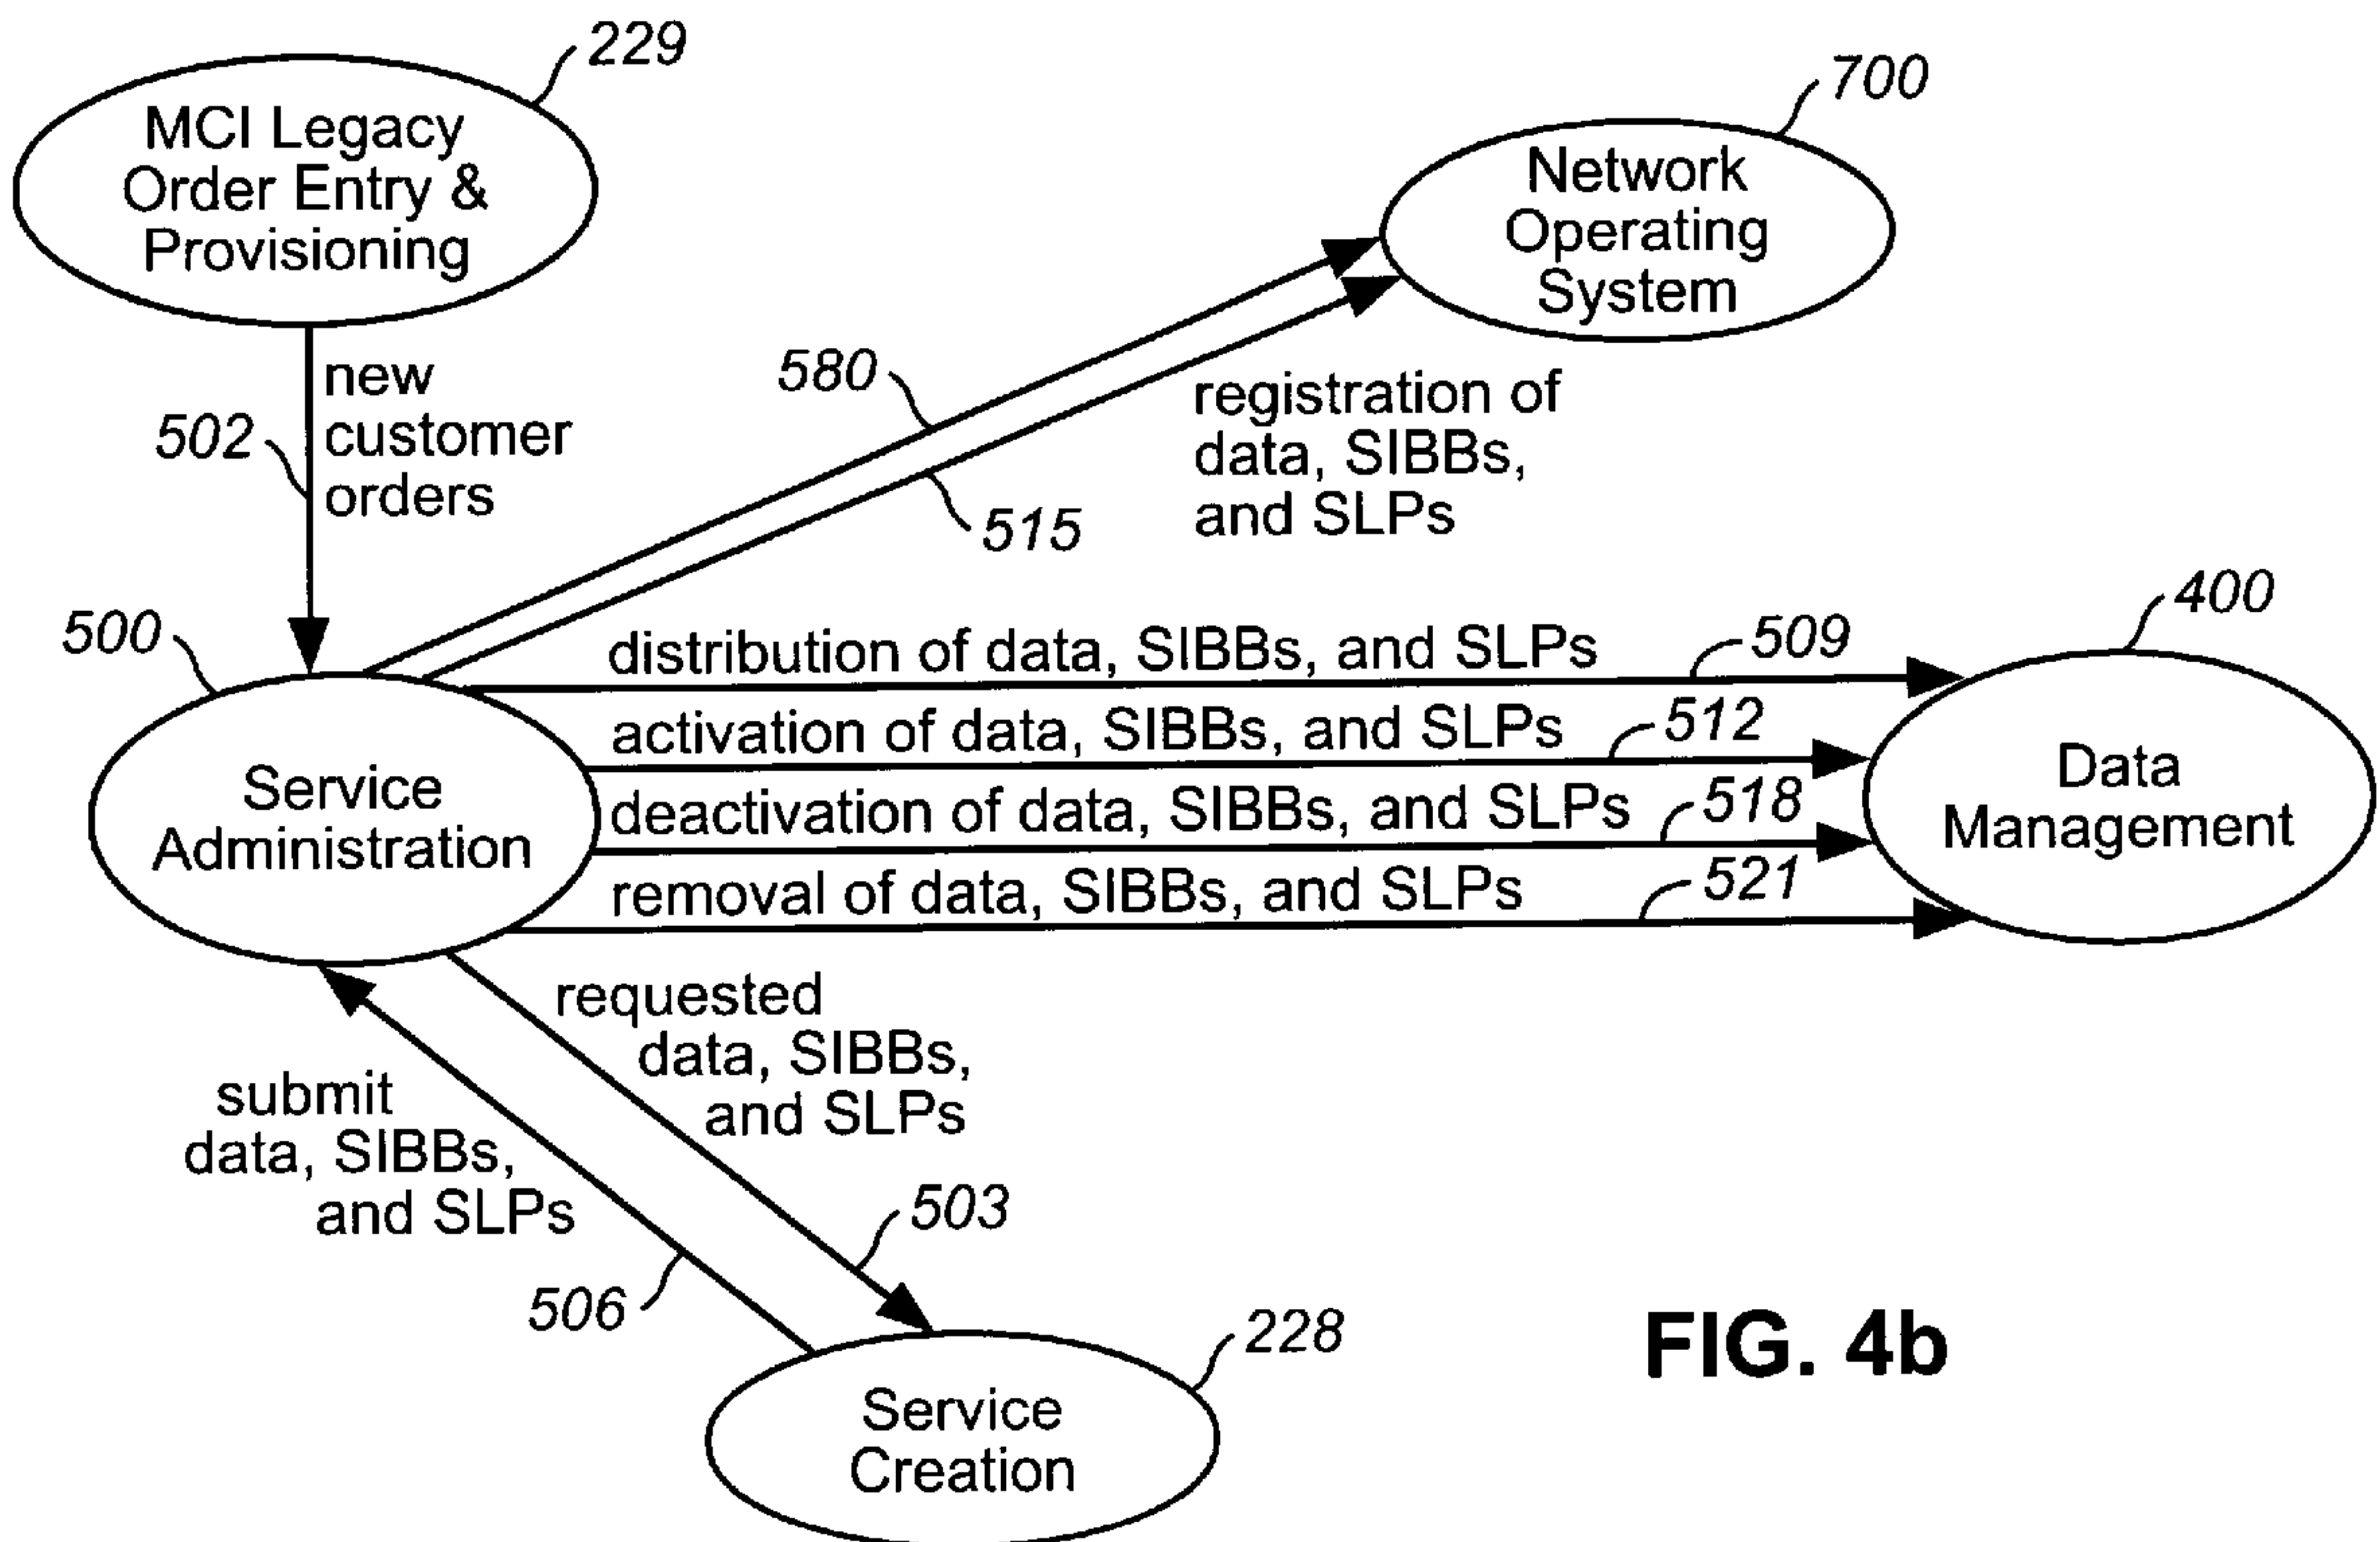 229
MCI Legacy
Order Entry &
Provisioning
700
Network
Operating
System
new
customer
orders
502
580
515
registration of
data, SIBBs,
and SLPs
500
Service
Administration
distribution of data, SIBBs, and SLPs
509
activation of data, SIBBs, and SLPs
512
deactivation of data, SIBBs, and SLPs
518
removal of data, SIBBs, and SLPs
521
400
Data
Management
requested
data, SIBBs,
and SLPs
503
submit
data, SIBBs,
and SLPs
506
228
Service
Creation
FIG. 4b